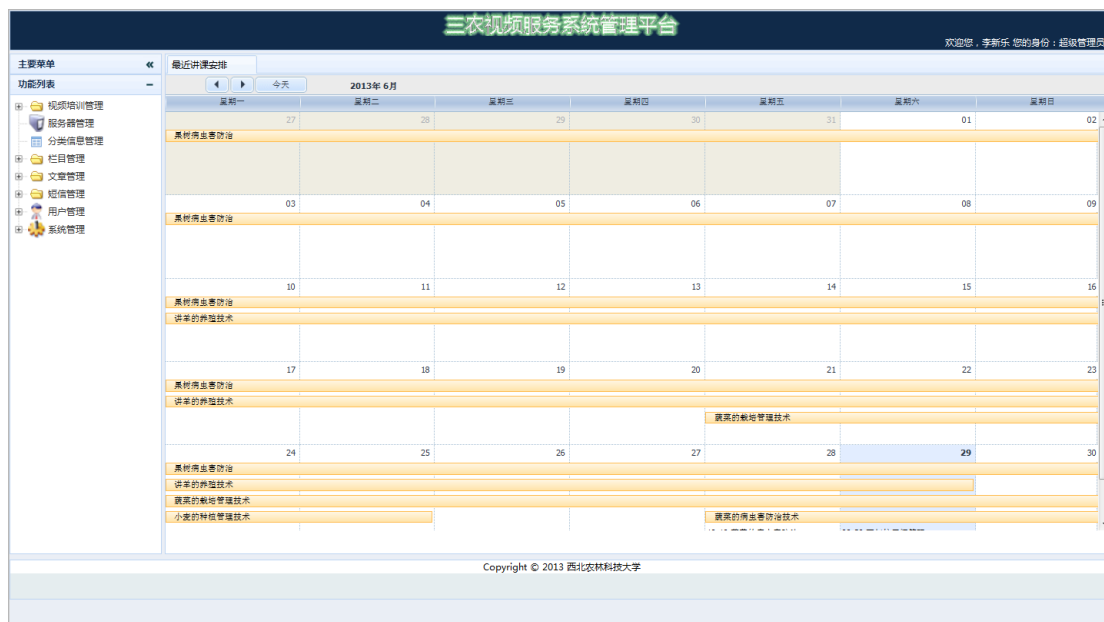 三农视频服务系统管理平台
欢迎您，李新乐 您的身份：超级管理员
主要菜单 «
最近讲课安排
功能列表 −
今天 2013年 6月
星期一 星期二 星期三 星期四 星期五 星期六 星期日
视频培训管理
服务器管理
分类信息管理
栏目管理
文章管理
短信管理
用户管理
系统管理
27 28 29 30 31 01 02
果树病虫害防治
03 04 05 06 07 08 09
果树病虫害防治
10 11 12 13 14 15 16
果树病虫害防治
讲羊的养殖技术
17 18 19 20 21 22 23
果树病虫害防治
讲羊的养殖技术
蔬菜的栽培管理技术
24 25 26 27 28 29 30
果树病虫害防治
讲羊的养殖技术
蔬菜的栽培管理技术
小麦的种植管理技术 蔬菜的病虫害防治技术
Copyright © 2013 西北农林科技大学